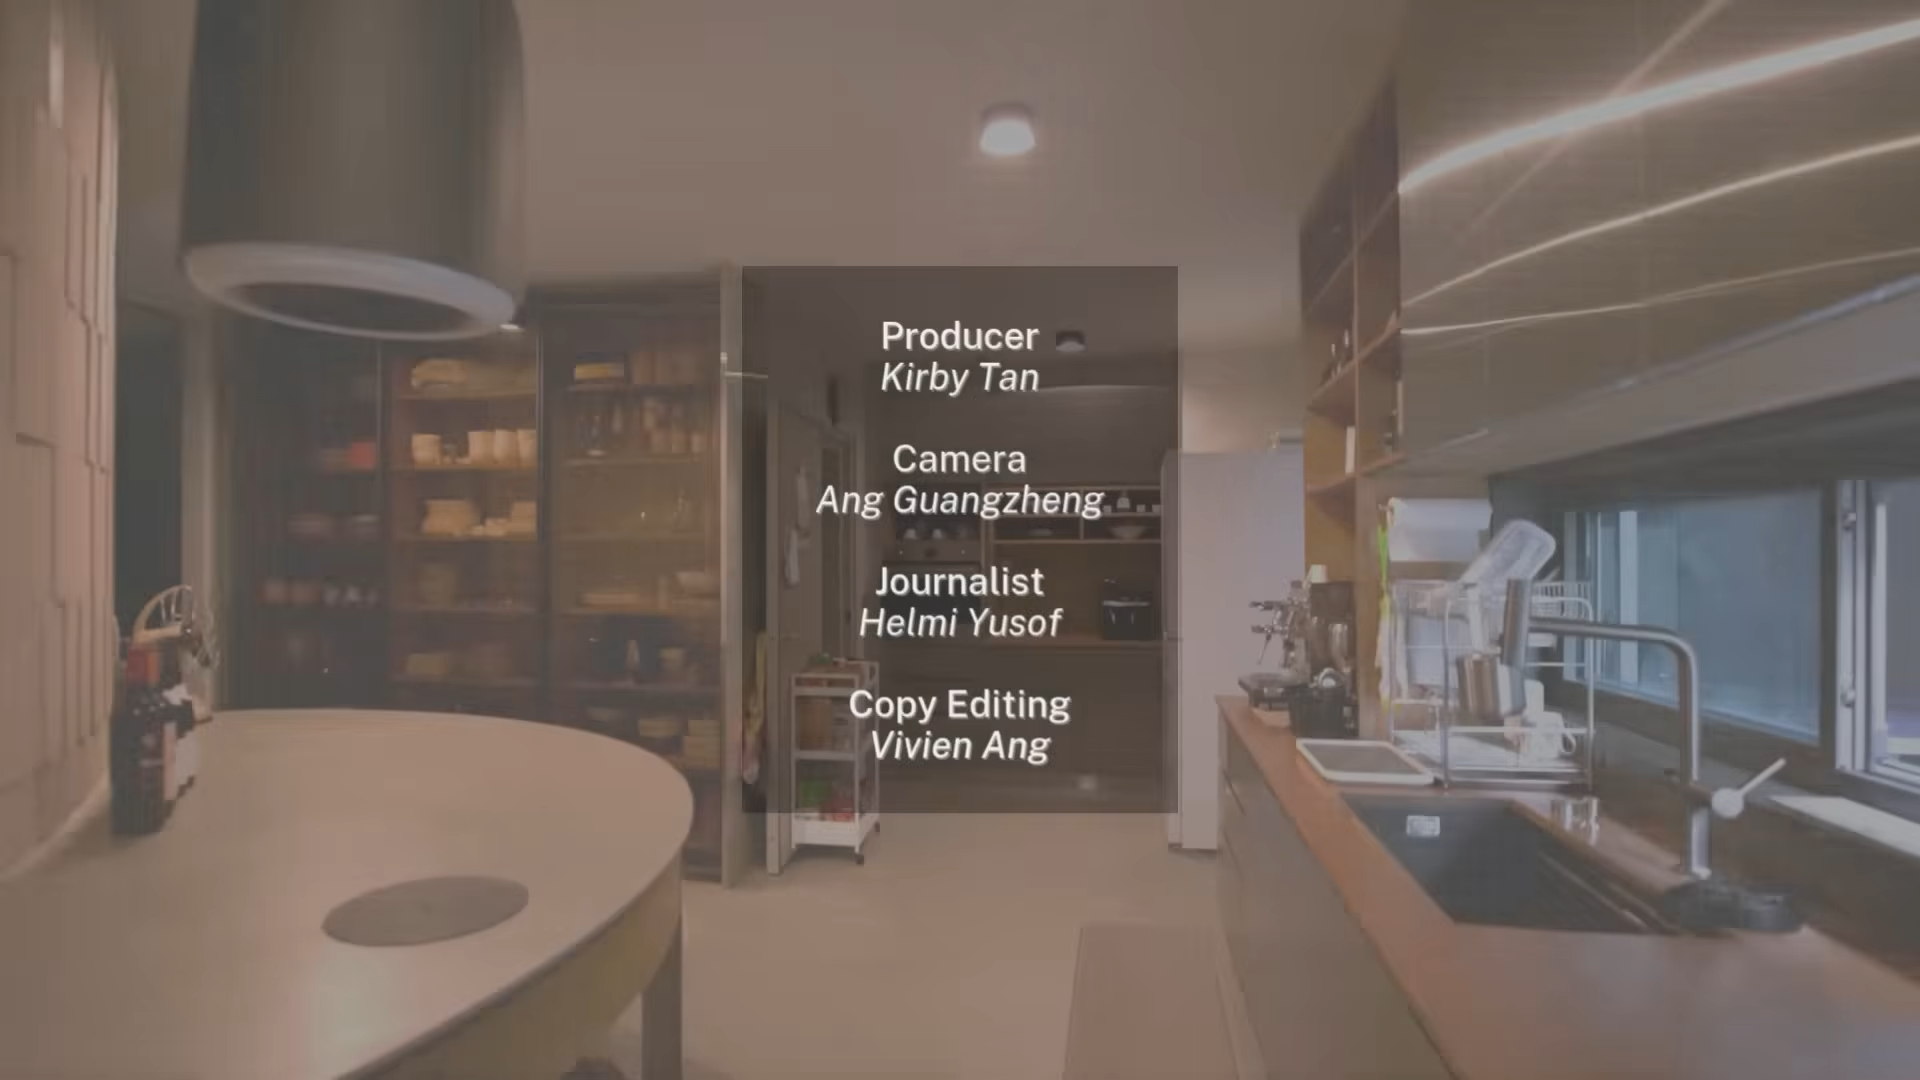 Producer
Kirby Tan
Camera
Ang Guangzheng
Journalist
Helmi Yusof
Copy Editing
Vivien Ang